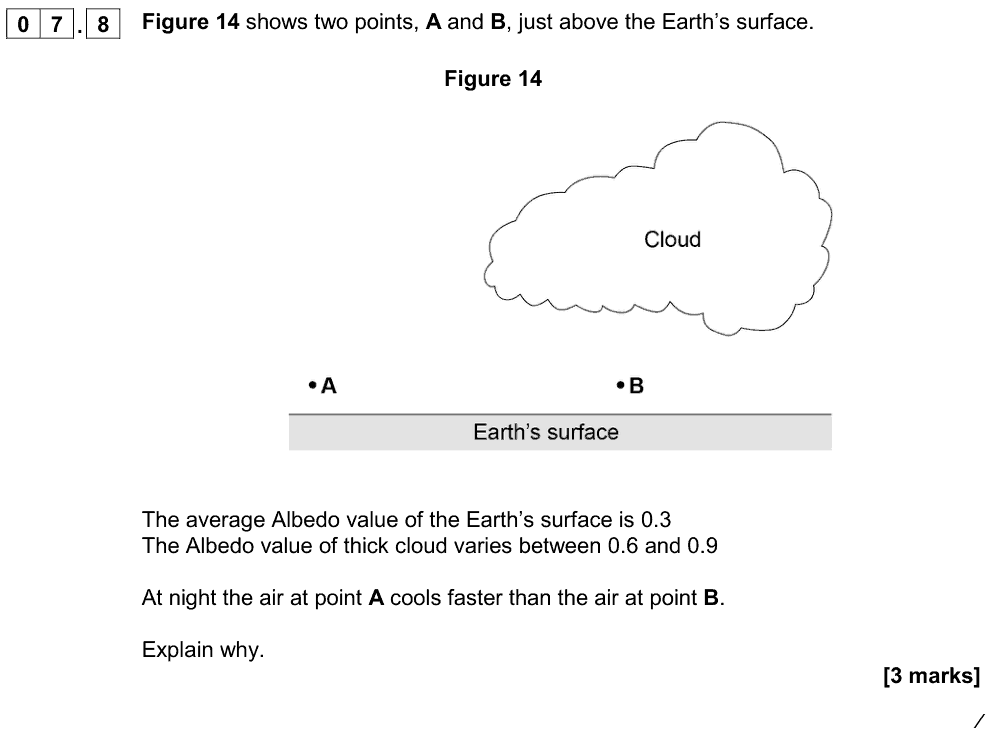 0 7 . 8 Figure 14 shows two points, A and B, just above the Earth's surface.
Figure 14
Cloud
•A •B
Earth's surface
The average Albedo value of the Earth's surface is 0.3
The Albedo value of thick cloud varies between 0.6 and 0.9
At night the air at point A cools faster than the air at point B.
Explain why.
[3 marks]